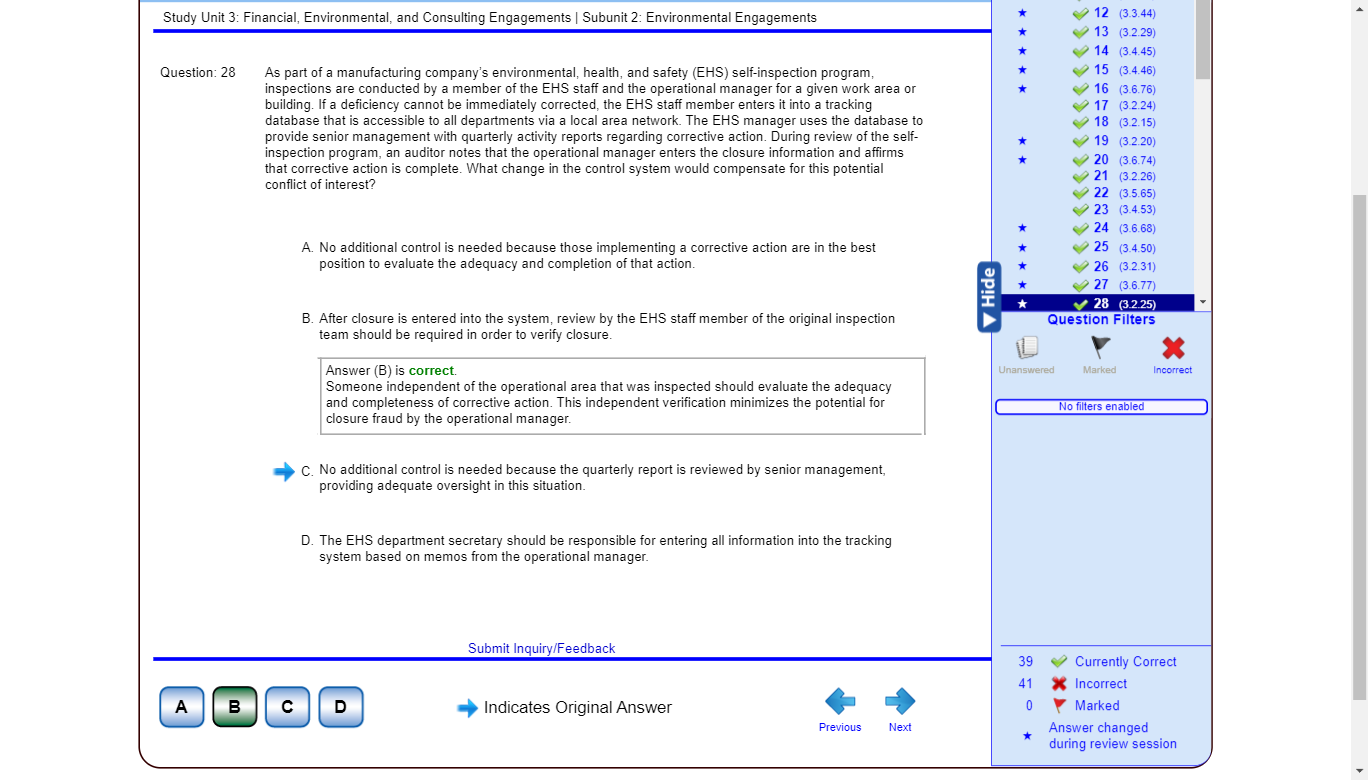 Study Unit 3: Financial, Environmental, and Consulting Engagements | Subunit 2: Environmental Engagements
Question: 28
As part of a manufacturing company's environmental, health, and safety (EHS) self-inspection program,
inspections are conducted by a member of the EHS staff and the operational manager for a given work area or
building. If a deficiency cannot be immediately corrected, the EHS staff member enters it into a tracking
database that is accessible to all departments via a local area network. The EHS manager uses the database to
provide senior management with quarterly activity reports regarding corrective action. During review of the self-
inspection program, an auditor notes that the operational manager enters the closure information and affirms
that corrective action is complete. What change in the control system would compensate for this potential
conflict of interest?
A. No additional control is needed because those implementing a corrective action are in the best
position to evaluate the adequacy and completion of that action.
B. After closure is entered into the system, review by the EHS staff member of the original inspection
team should be required in order to verify closure.
Answer (B) is correct.
Someone independent of the operational area that was inspected should evaluate the adequacy
and completeness of corrective action. This independent verification minimizes the potential for
closure fraud by the operational manager.
C. No additional control is needed because the quarterly report is reviewed by senior management,
providing adequate oversight in this situation.
D. The EHS department secretary should be responsible for entering all information into the tracking
system based on memos from the operational manager.
Submit Inquiry/Feedback
A B C D
Indicates Original Answer
Previous Next
12 (3.3.44)
13 (3.2.29)
14 (3.4.45)
15 (3.4.46)
16 (3.6.76)
17 (3.2.24)
18 (3.2.15)
19 (3.2.20)
20 (3.6.74)
21 (3.2.26)
22 (3.5.65)
23 (3.4.53)
24 (3.6.68)
25 (3.4.50)
26 (3.2.31)
27 (3.6.77)
28 (3.2.25)
Hide
Question Filters
Unanswered Marked Incorrect
No filters enabled
39 Currently Correct
41 Incorrect
0 Marked
Answer changed
during review session